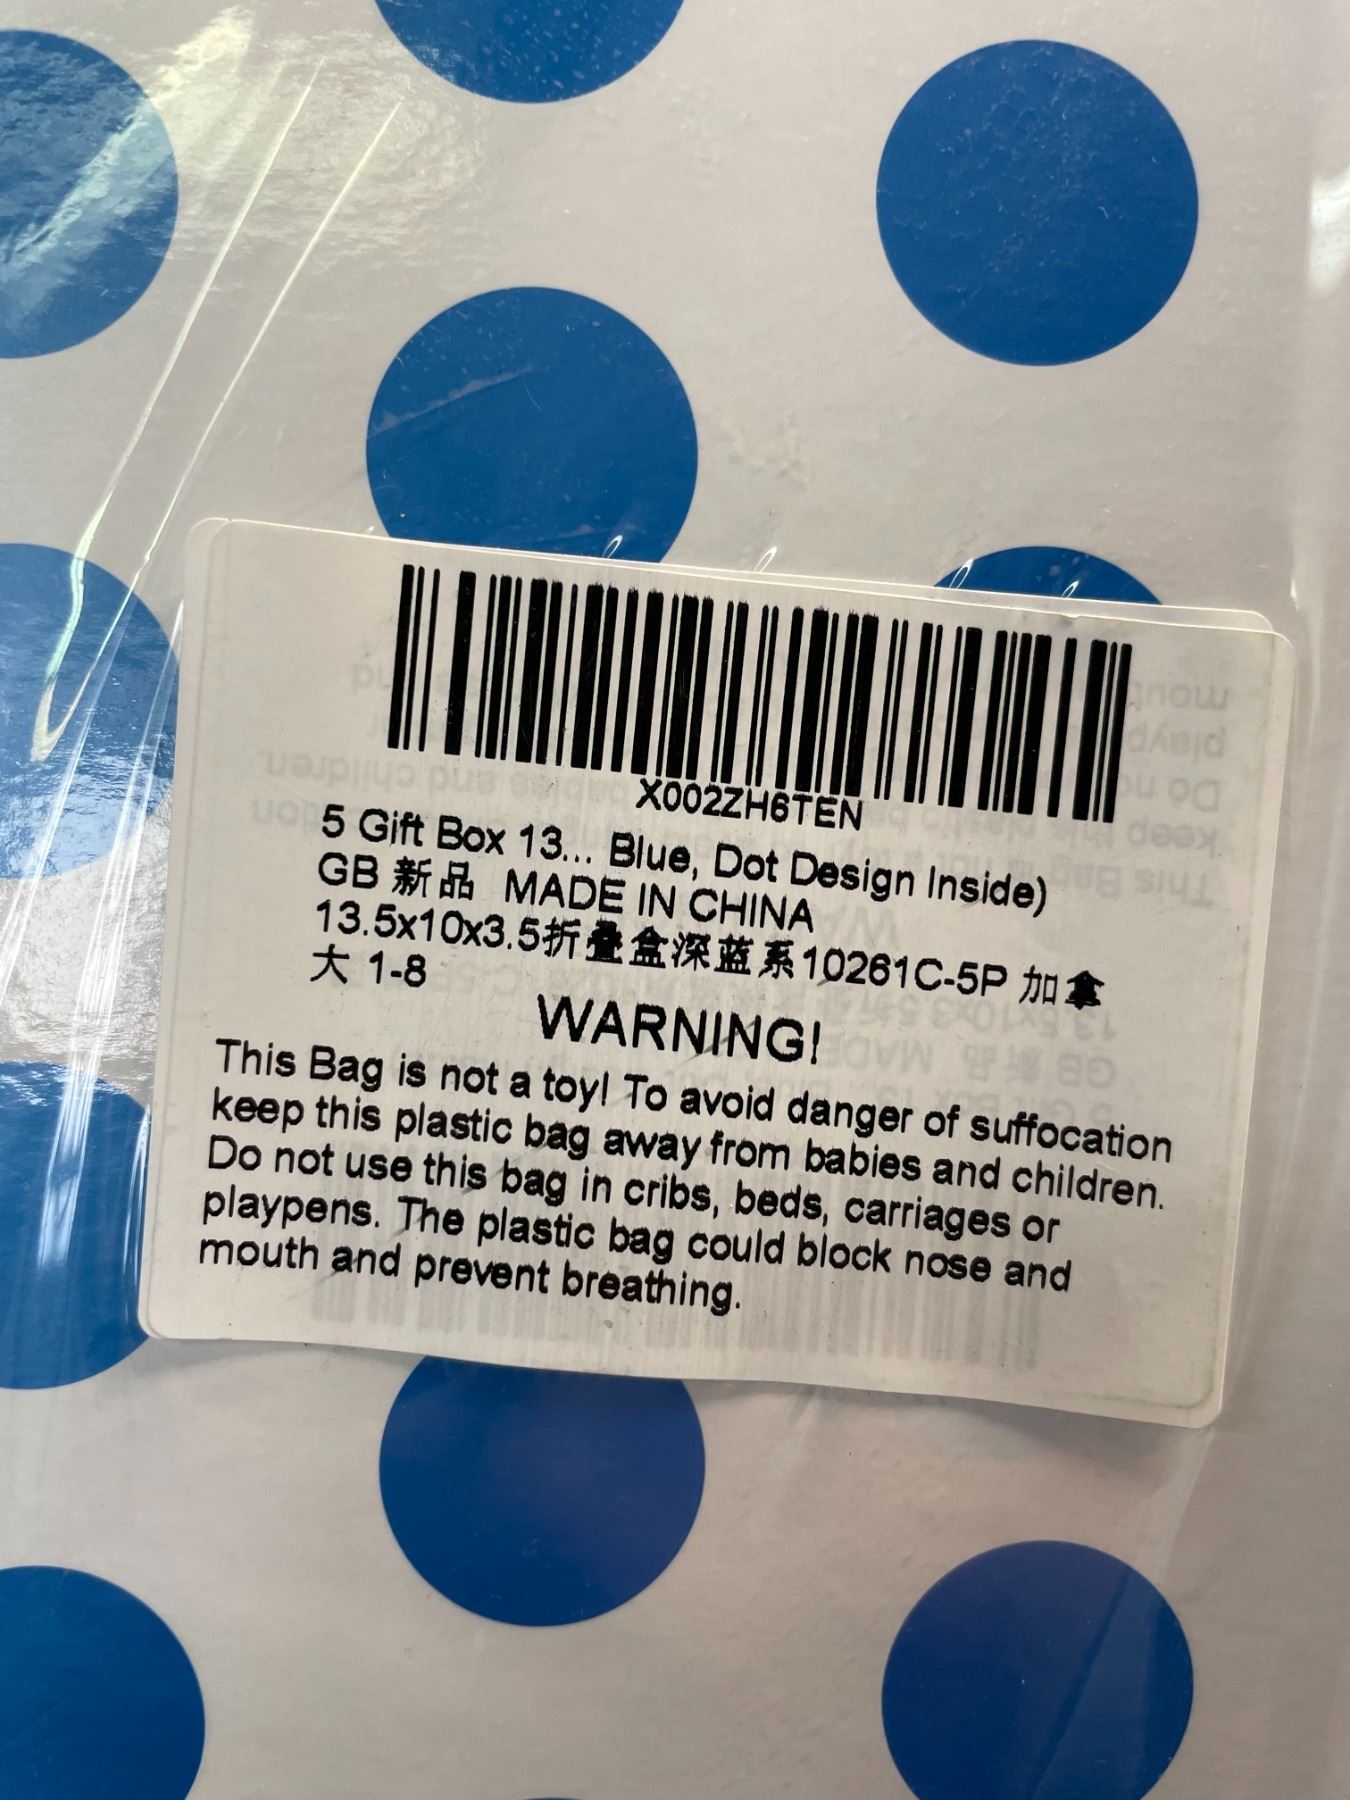 X002ZH6TEN
5 Gift Box 13... Blue, Dot Design Inside)
GB 新品 MADE IN CHINA
13.5x10x3.5折叠盒深蓝系10261C-5P 加拿
大 1-8
WARNING!
This Bag is not a toy! To avoid danger of suffocation
keep this plastic bag away from babies and children.
Do not use this bag in cribs, beds, carriages or
playpens. The plastic bag could block nose and
mouth and prevent breathing.